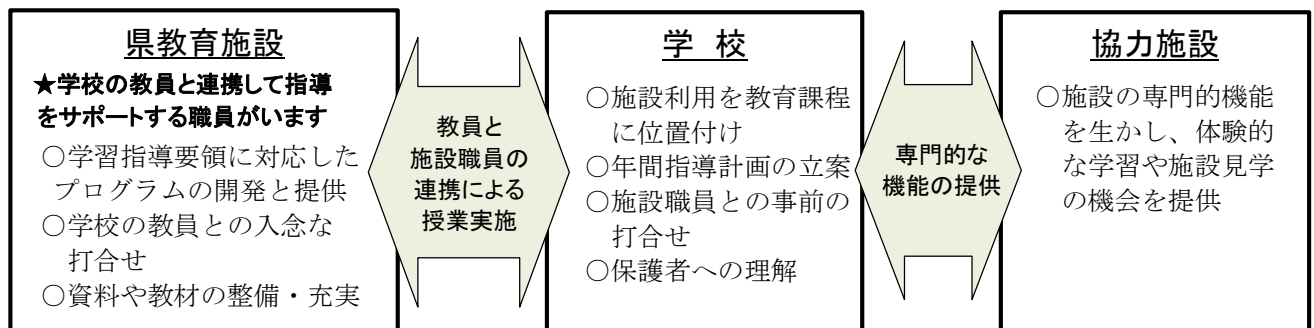 県教育施設
★学校の教員と連携して指導
をサポートする職員がいます
○学習指導要領に対応した
プログラムの開発と提供
○学校の教員との入念な
打合せ
○資料や教材の整備・充実
教員と
施設職員の
連携による
授業実施
学 校
○施設利用を教育課程
に位置付け
○年間指導計画の立案
○施設職員との事前の
打合せ
○保護者への理解
専門的な
機能の提供
協力施設
○施設の専門的機能
を生かし、体験的
な学習や施設見学
の機会を提供